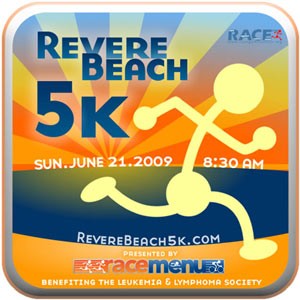 REVERE
BEACH
5K
RACE
SUN.JUNE 21.2009 8:30 AM
REVEREBEACH5K.COM
PRESENTED BY
racemenu
BENEFITING THE LEUKEMIA & LYMPHOMA SOCIETY